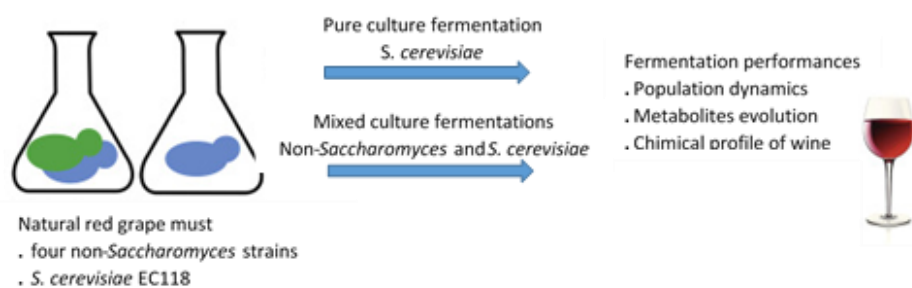 Pure culture fermentation
S. cerevisiae
Mixed culture fermentations
Non-Saccharomyces and S. cerevisiae
Fermentation performances
. Population dynamics
. Metabolites evolution
. Chimical profile of wine
Natural red grape must
. four non-Saccharomyces strains
. S. cerevisiae EC118